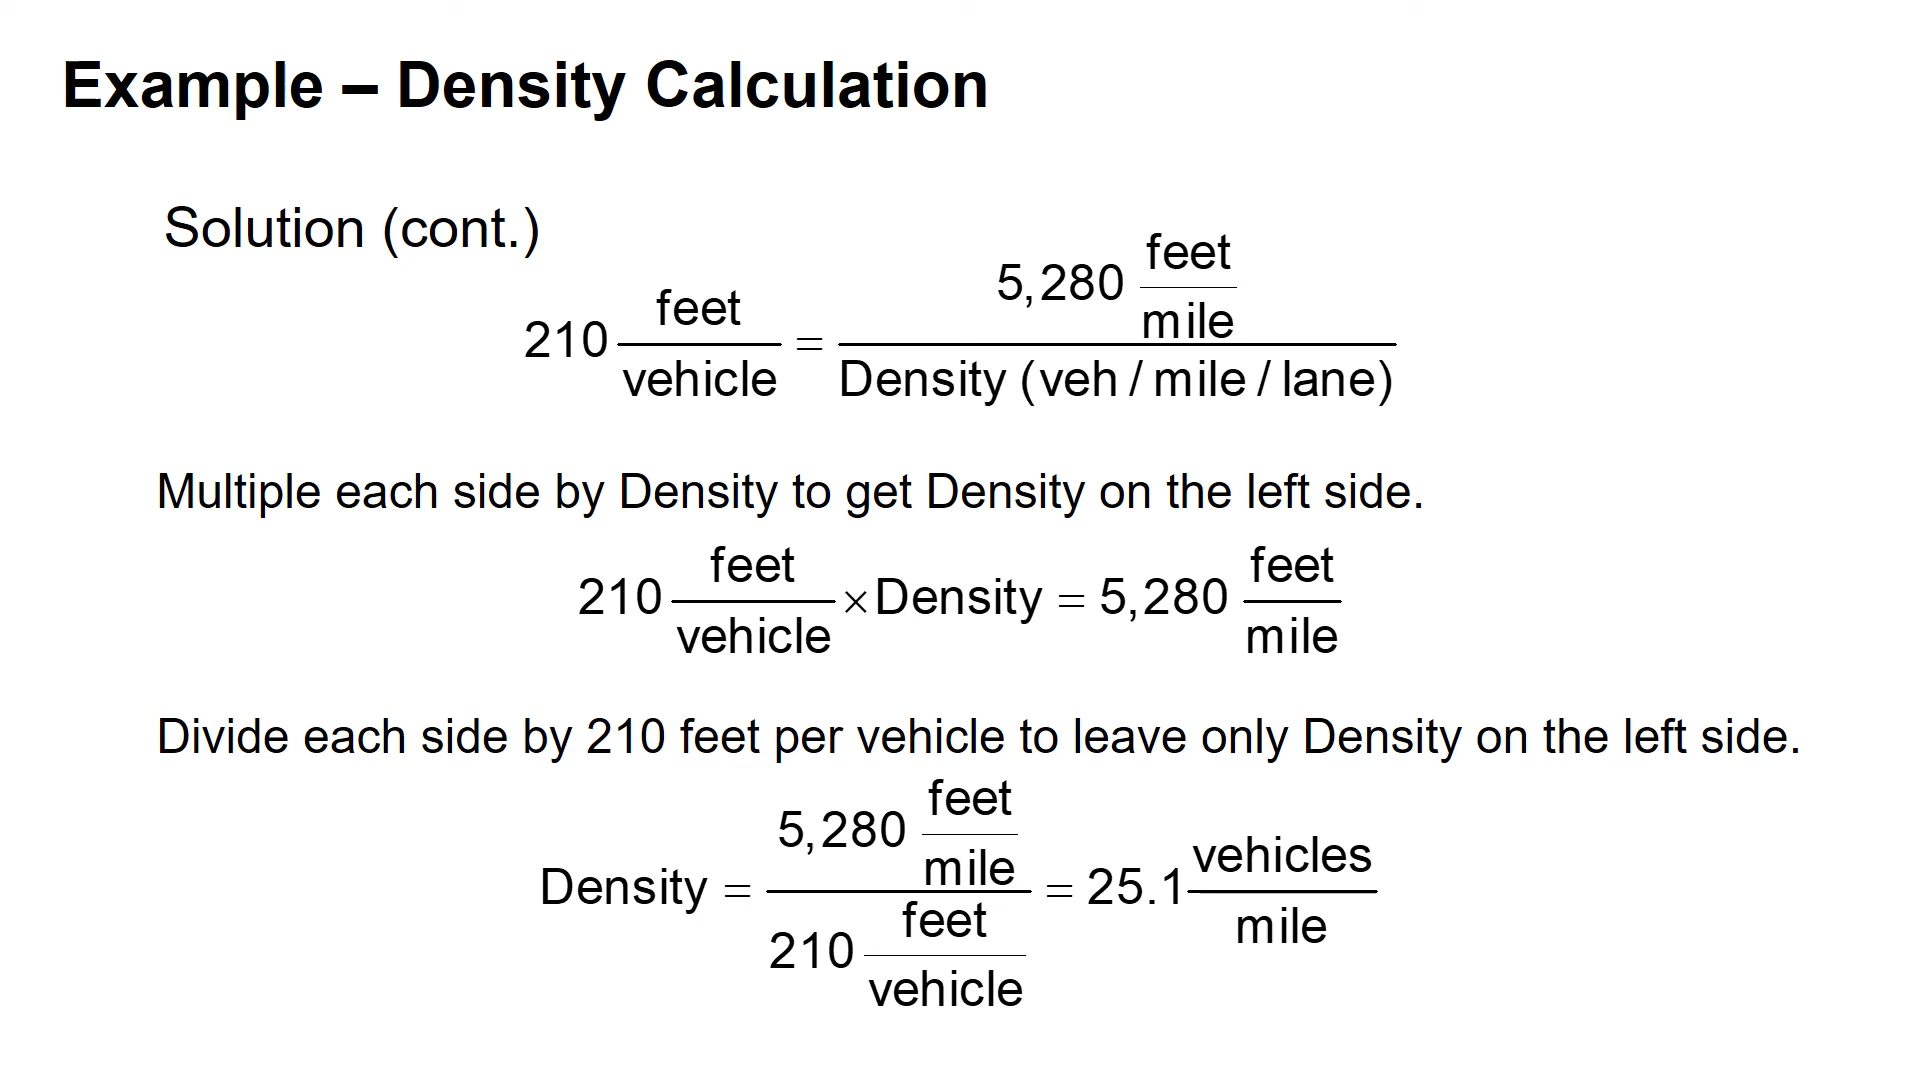 Example – Density Calculation
Solution (cont.)
210 feet/vehicle = 5,280 feet/mile / Density (veh / mile / lane)
Multiple each side by Density to get Density on the left side.
210 feet/vehicle × Density = 5,280 feet/mile
Divide each side by 210 feet per vehicle to leave only Density on the left side.
Density = 5,280 feet/mile / 210 feet/vehicle = 25.1 vehicles/mile